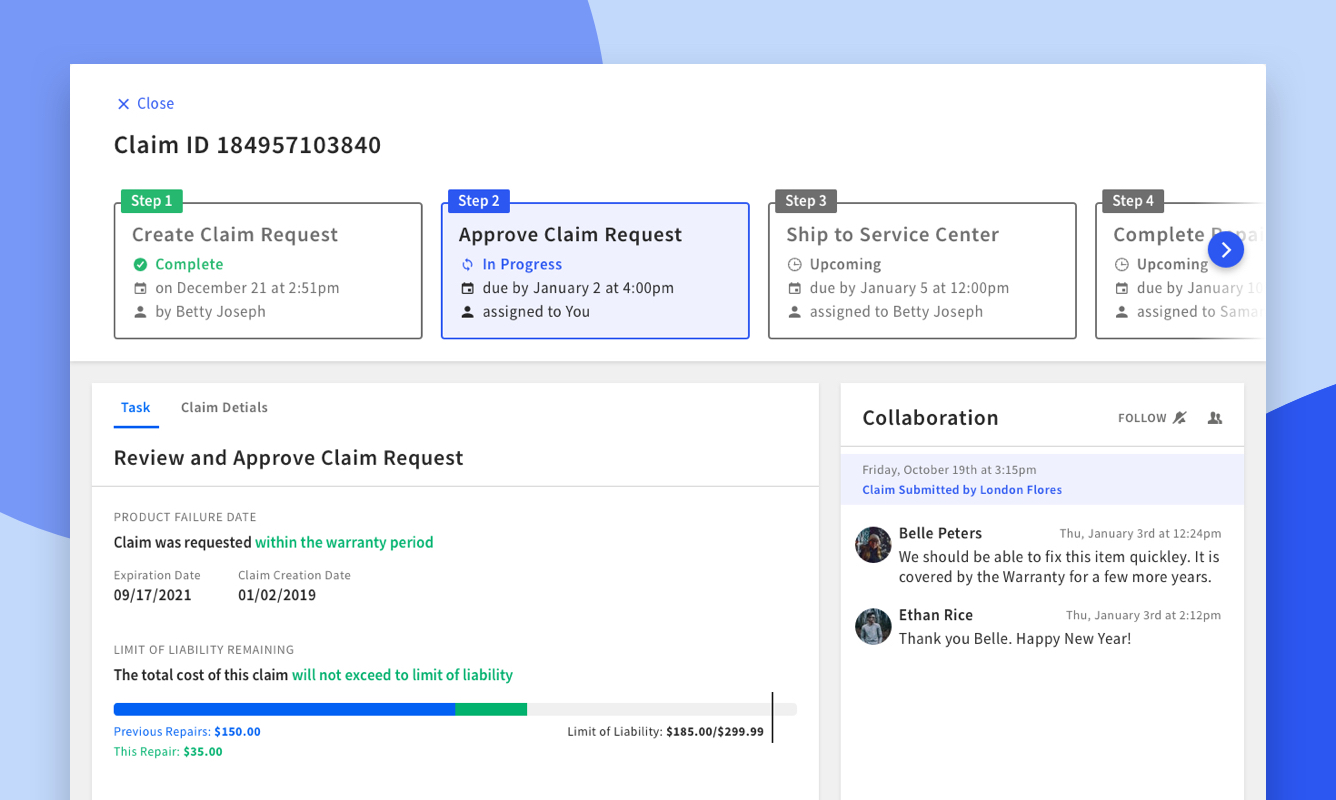 Close
Claim ID 184957103840
Step 1
Create Claim Request
Complete
on December 21 at 2:51pm
by Betty Joseph
Step 2
Approve Claim Request
In Progress
due by January 2 at 4:00pm
assigned to You
Step 3
Ship to Service Center
Upcoming
due by January 5 at 12:00pm
assigned to Betty Joseph
Step 4
Complete
Upcoming
due by January 10
assigned to
Task
Claim Detials
Review and Approve Claim Request
PRODUCT FAILURE DATE
Claim was requested within the warranty period
Expiration Date
Claim Creation Date
09/17/2021
01/02/2019
LIMIT OF LIABILITY REMAINING
The total cost of this claim will not exceed to limit of liability
Previous Repairs: $150.00
Limit of Liability: $185.00/$299.99
This Repair: $35.00
Collaboration
FOLLOW
Friday, October 19th at 3:15pm
Claim Submitted by London Flores
Belle Peters
Thu, January 3rd at 12:24pm
We should be able to fix this item quickley. It is
covered by the Warranty for a few more years.
Ethan Rice
Thu, January 3rd at 2:12pm
Thank you Belle. Happy New Year!